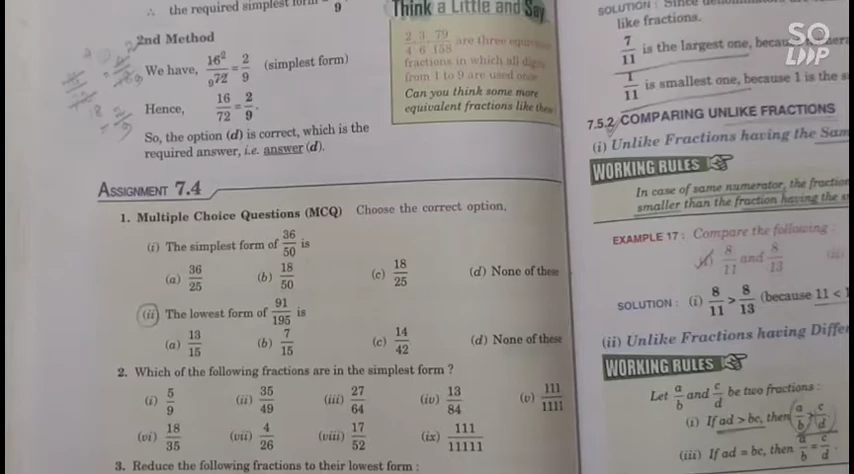 ∴ the required simplest form = 9
2nd Method
We have, 16²/₉72 = 2/9 (simplest form)
Hence, 16/72 = 2/9.
So, the option (d) is correct, which is the
required answer, i.e. answer (d).
Think a Little and Say
2/4, 3/6, 79/158 are three equivalent
fractions in which all digits
from 1 to 9 are used once
Can you think some more
equivalent fractions like these
ASSIGNMENT 7.4
1. Multiple Choice Questions (MCQ) Choose the correct option.
(i) The simplest form of 36/50 is
(a) 36/25 (b) 18/50 (c) 18/25 (d) None of these
(ii) The lowest form of 91/195 is
(a) 13/15 (b) 7/15 (c) 14/42 (d) None of these
2. Which of the following fractions are in the simplest form ?
(i) 5/9 (ii) 35/49 (iii) 27/64 (iv) 13/84 (v) 111/1111
(vi) 18/35 (vii) 4/26 (viii) 17/52 (ix) 111/11111
3. Reduce the following fractions to their lowest form :
SOLUTION : Since
like fractions.
7/11 is the largest one, because
1/11 is smallest one, because 1 is the s
7.5.2 COMPARING UNLIKE FRACTIONS
(i) Unlike Fractions having the Sam
WORKING RULES
In case of same numerator, the fraction
smaller than the fraction having the s
EXAMPLE 17 : Compare the following :
(i) 8/11 and 8/13
SOLUTION : (i) 8/11 > 8/13 (because 11 < 1
(ii) Unlike Fractions having Differ
WORKING RULES
Let a/b and c/d be two fractions :
(i) If ad > bc, then a/b > c/d
(iii) If ad = bc, then a/b = c/d
SO LOOP